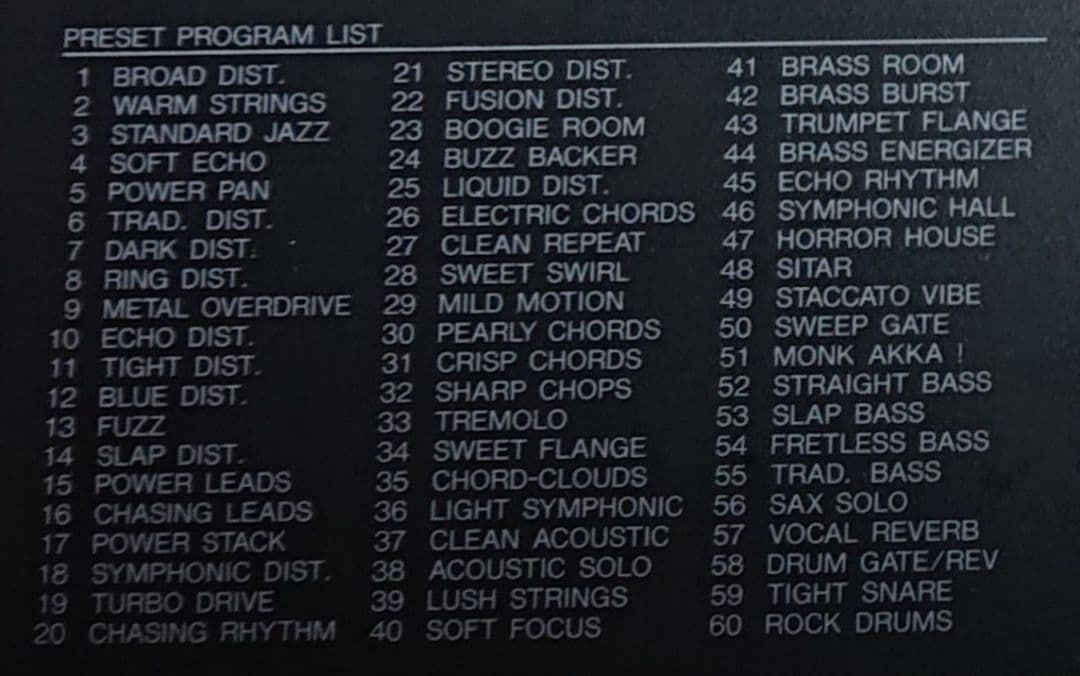 PRESET PROGRAM LIST
1 BROAD DIST.
2 WARM STRINGS
3 STANDARD JAZZ
4 SOFT ECHO
5 POWER PAN
6 TRAD. DIST.
7 DARK DIST.
8 RING DIST.
9 METAL OVERDRIVE
10 ECHO DIST.
11 TIGHT DIST.
12 BLUE DIST.
13 FUZZ
14 SLAP DIST.
15 POWER LEADS
16 CHASING LEADS
17 POWER STACK
18 SYMPHONIC DIST.
19 TURBO DRIVE
20 CHASING RHYTHM
21 STEREO DIST.
22 FUSION DIST.
23 BOOGIE ROOM
24 BUZZ BACKER
25 LIQUID DIST.
26 ELECTRIC CHORDS
27 CLEAN REPEAT
28 SWEET SWIRL
29 MILD MOTION
30 PEARLY CHORDS
31 CRISP CHORDS
32 SHARP CHOPS
33 TREMOLO
34 SWEET FLANGE
35 CHORD-CLOUDS
36 LIGHT SYMPHONIC
37 CLEAN ACOUSTIC
38 ACOUSTIC SOLO
39 LUSH STRINGS
40 SOFT FOCUS
41 BRASS ROOM
42 BRASS BURST
43 TRUMPET FLANGE
44 BRASS ENERGIZER
45 ECHO RHYTHM
46 SYMPHONIC HALL
47 HORROR HOUSE
48 SITAR
49 STACCATO VIBE
50 SWEEP GATE
51 MONK AKKA !
52 STRAIGHT BASS
53 SLAP BASS
54 FRETLESS BASS
55 TRAD. BASS
56 SAX SOLO
57 VOCAL REVERB
58 DRUM GATE/REV
59 TIGHT SNARE
60 ROCK DRUMS